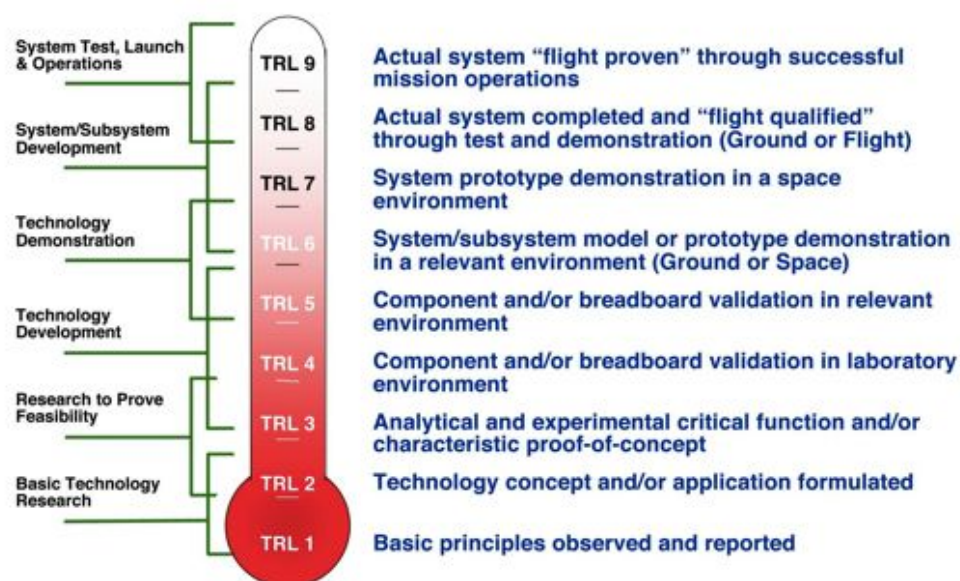 System Test, Launch
& Operations
System/Subsystem
Development
Technology
Demonstration
Technology
Development
Research to Prove
Feasibility
Basic Technology
Research
TRL 9
TRL 8
TRL 7
TRL 6
TRL 5
TRL 4
TRL 3
TRL 2
TRL 1
Actual system “flight proven” through successful
mission operations
Actual system completed and “flight qualified”
through test and demonstration (Ground or Flight)
System prototype demonstration in a space
environment
System/subsystem model or prototype demonstration
in a relevant environment (Ground or Space)
Component and/or breadboard validation in relevant
environment
Component and/or breadboard validation in laboratory
environment
Analytical and experimental critical function and/or
characteristic proof-of-concept
Technology concept and/or application formulated
Basic principles observed and reported